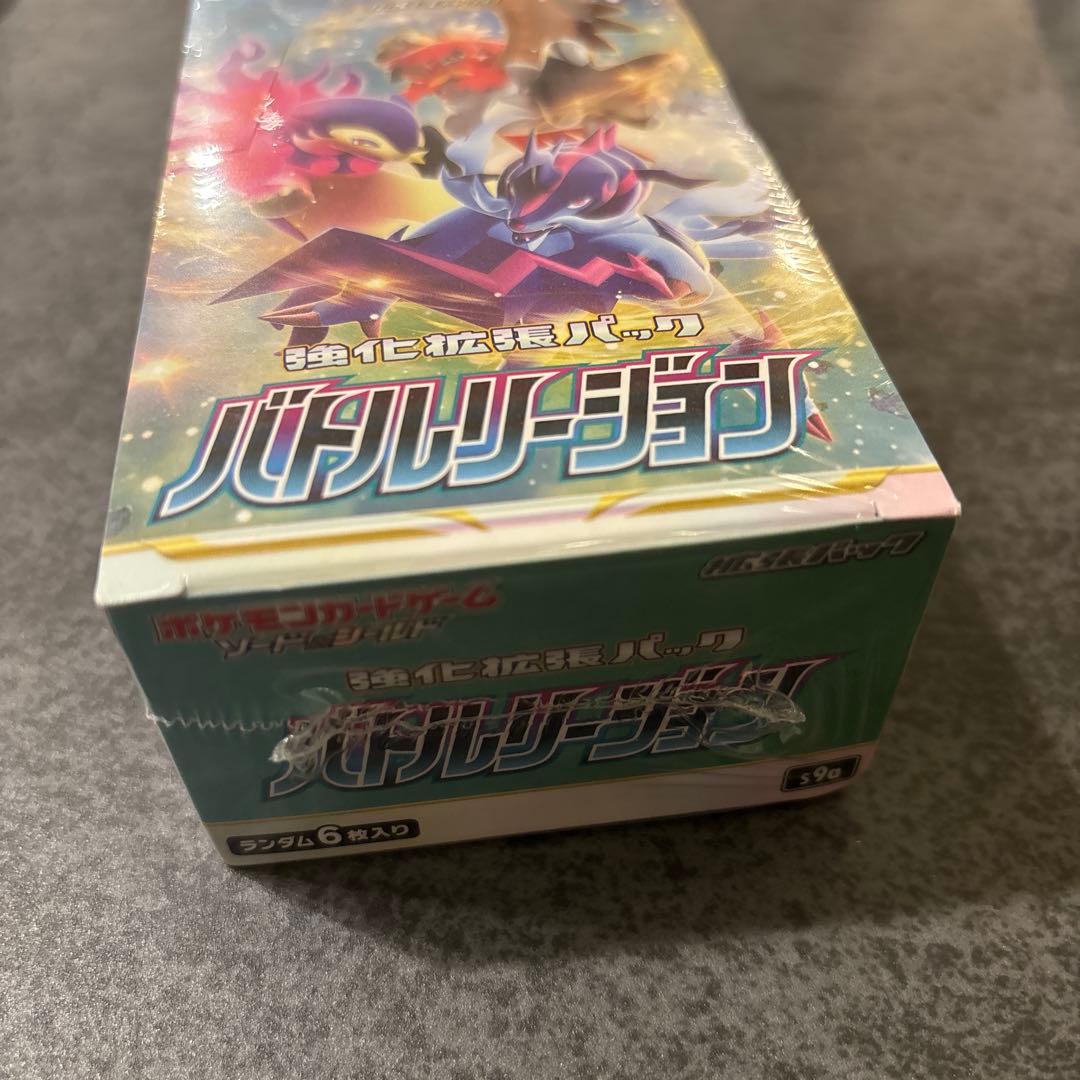 強化拡張パック
バトルリージョン
拡張パック
ポケモンカードゲーム
ソード&シールド
強化拡張パック
バトルリージョン
s9a
ランダム6枚入り